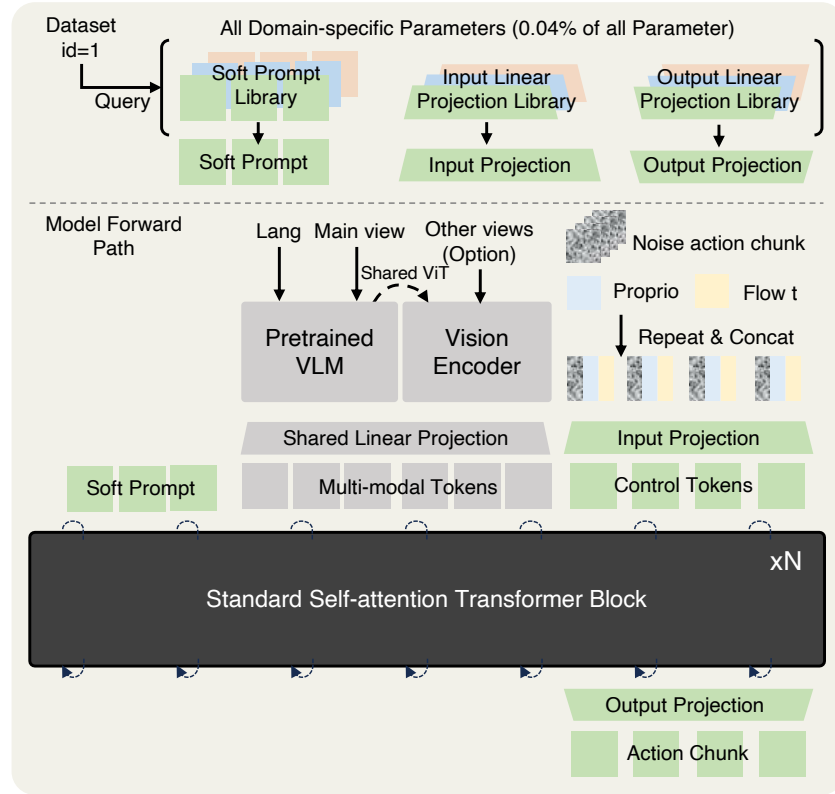 Dataset
id=1
Query
All Domain-specific Parameters (0.04% of all Parameter)
Soft Prompt
Library
Input Linear
Projection Library
Output Linear
Projection Library
Soft Prompt
Input Projection
Output Projection
Model Forward
Path
Lang
Main view
Other views
(Option)
Shared ViT
Pretrained
VLM
Vision
Encoder
Noise action chunk
Proprio
Flow t
Repeat & Concat
Shared Linear Projection
Input Projection
Soft Prompt
Multi-modal Tokens
Control Tokens
xN
Standard Self-attention Transformer Block
Output Projection
Action Chunk